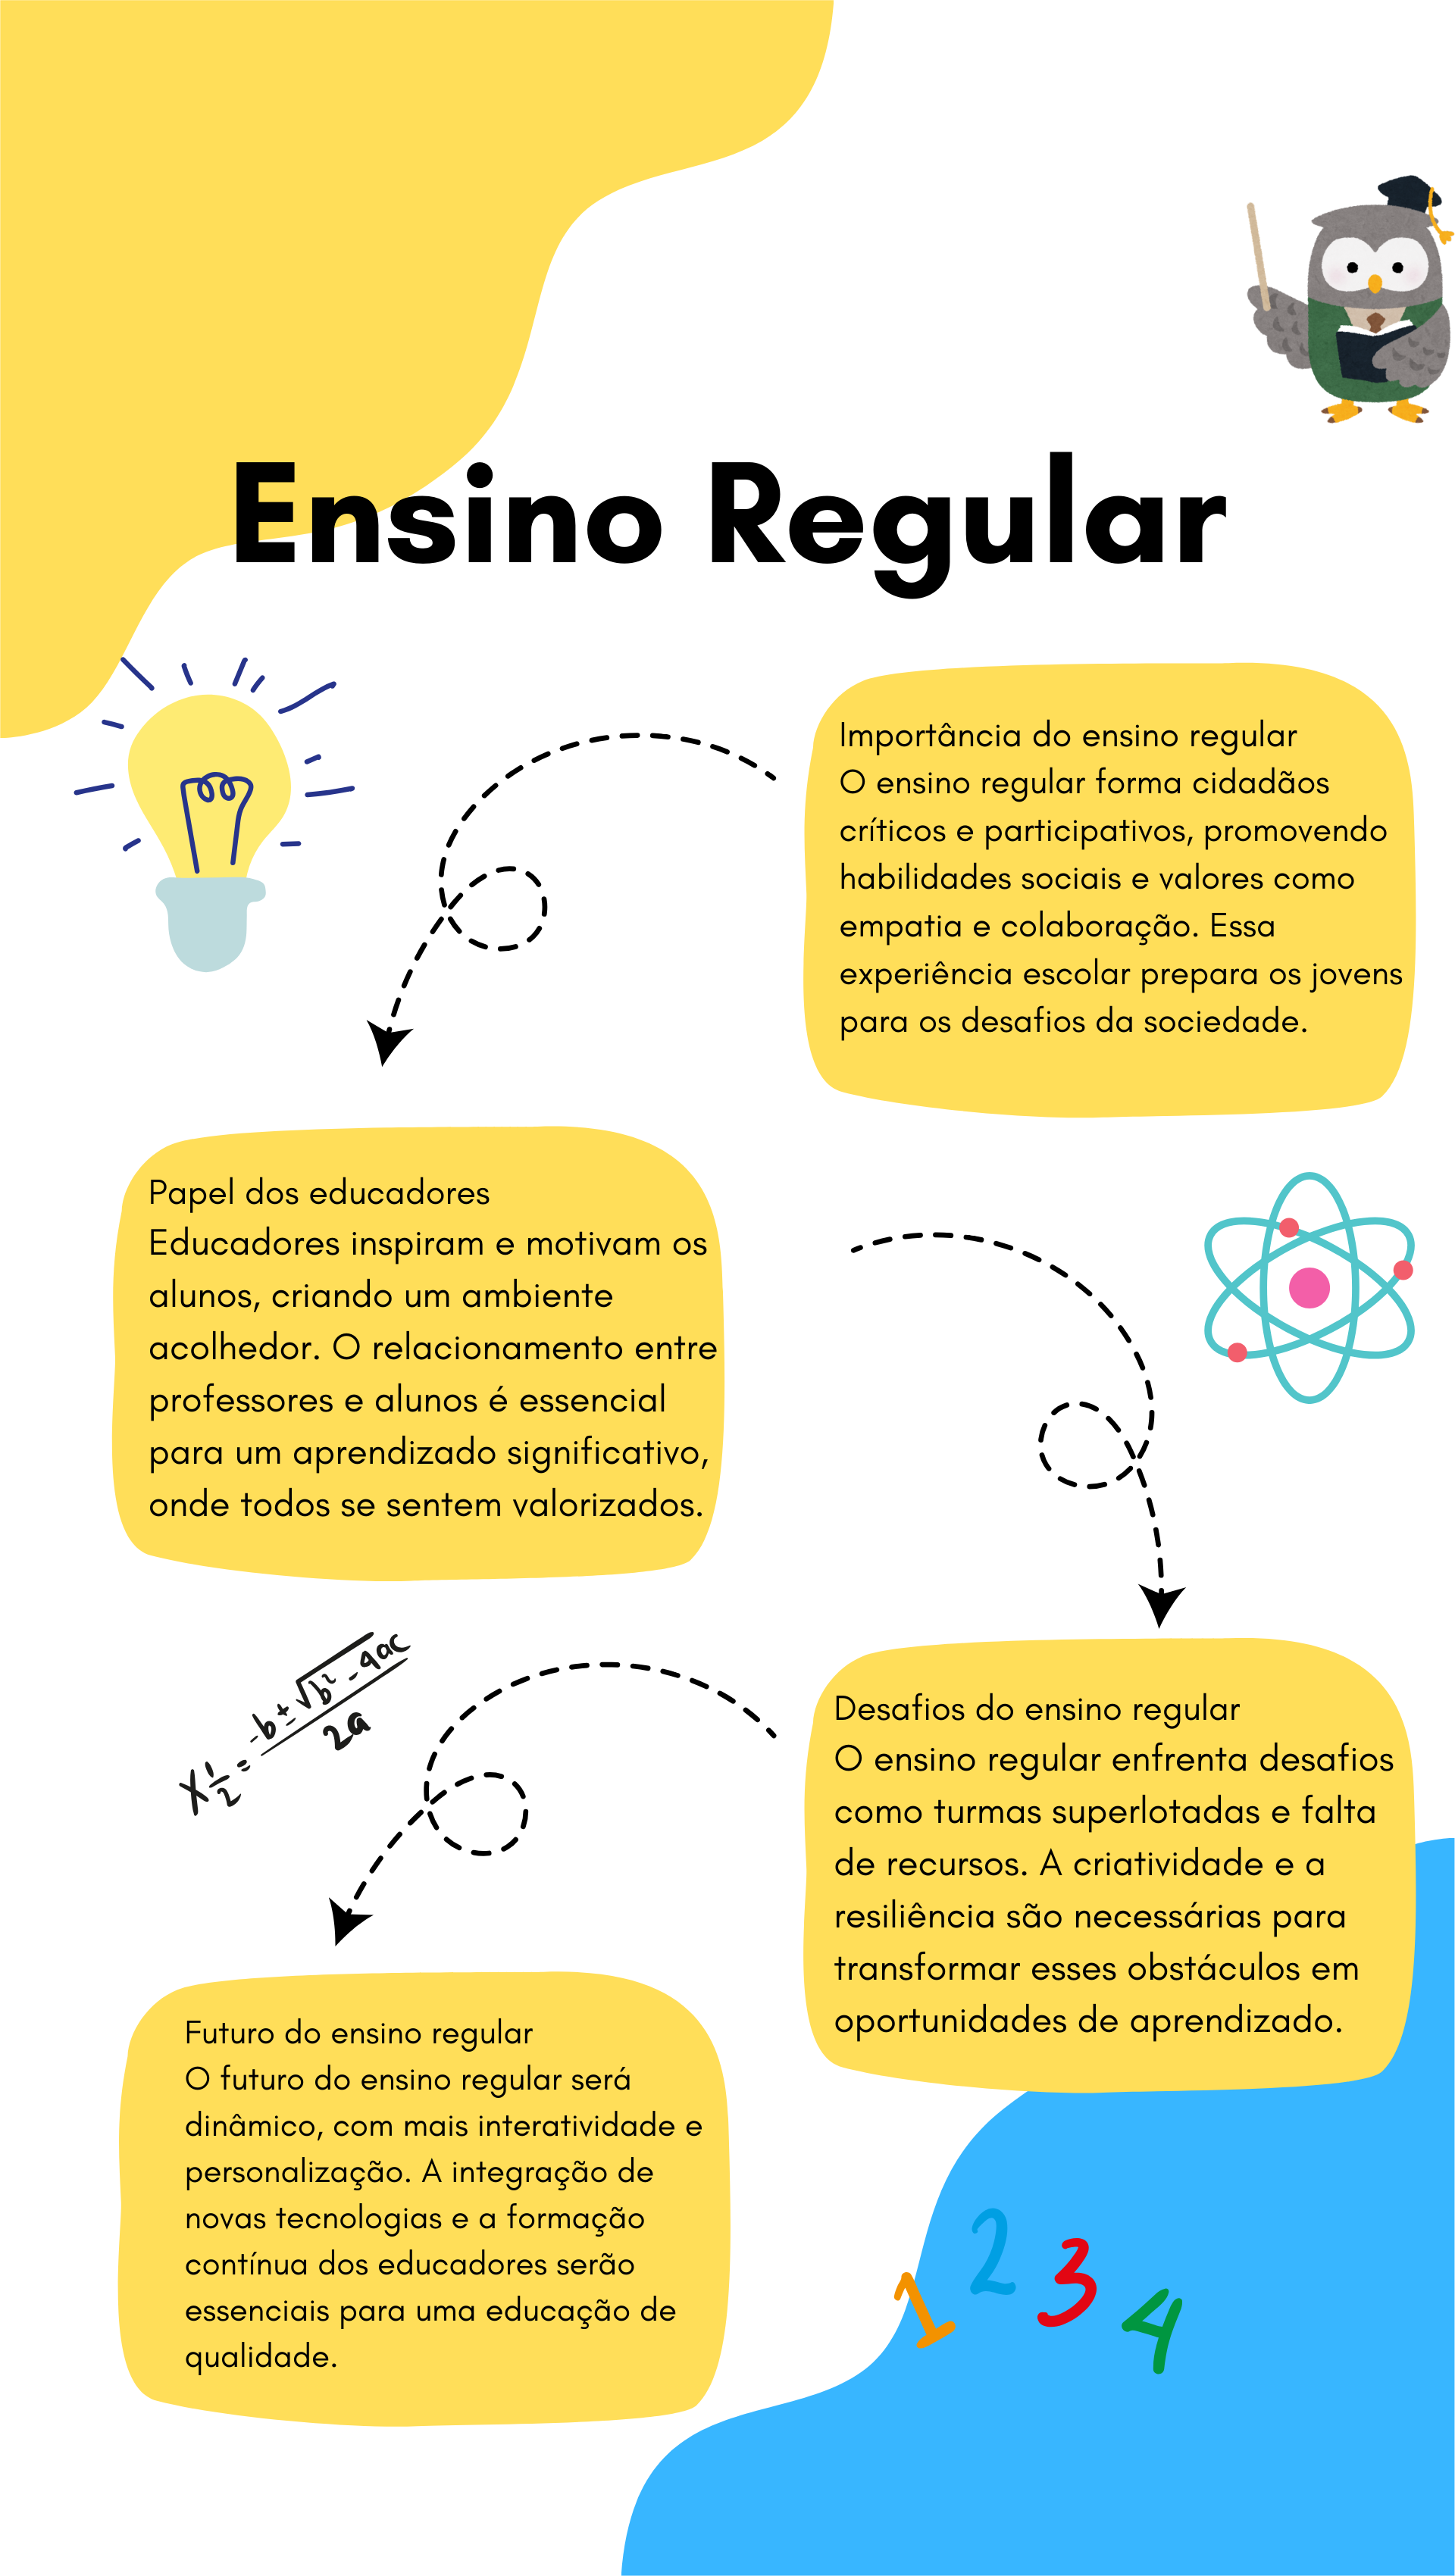 Ensino Regular
Importância do ensino regular
O ensino regular forma cidadãos
críticos e participativos, promovendo
habilidades sociais e valores como
empatia e colaboração. Essa
experiência escolar prepara os jovens
para os desafios da sociedade.
Papel dos educadores
Educadores inspiram e motivam os
alunos, criando um ambiente
acolhedor. O relacionamento entre
professores e alunos é essencial
para um aprendizado significativo,
onde todos se sentem valorizados.
Desafios do ensino regular
O ensino regular enfrenta desafios
como turmas superlotadas e falta
de recursos. A criatividade e a
resiliência são necessárias para
transformar esses obstáculos em
oportunidades de aprendizado.
X 1/2 = -b ± √b² - 4ac / 2a
Futuro do ensino regular
O futuro do ensino regular será
dinâmico, com mais interatividade e
personalização. A integração de
novas tecnologias e a formação
contínua dos educadores serão
essenciais para uma educação de
qualidade.
1 2 3 4